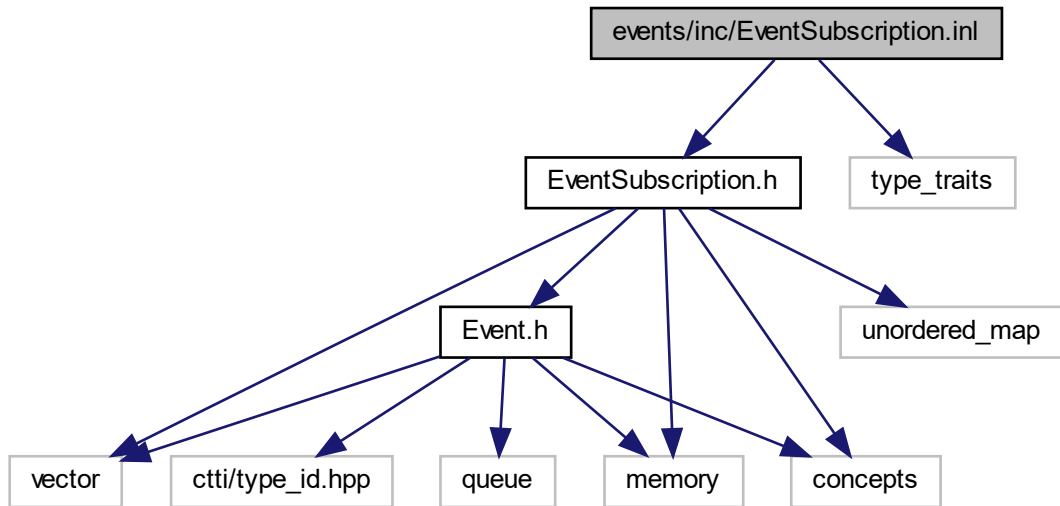 events/inc/EventSubscription.inl
EventSubscription.h
type_traits
Event.h
unordered_map
vector
ctti/type_id.hpp
queue
memory
concepts